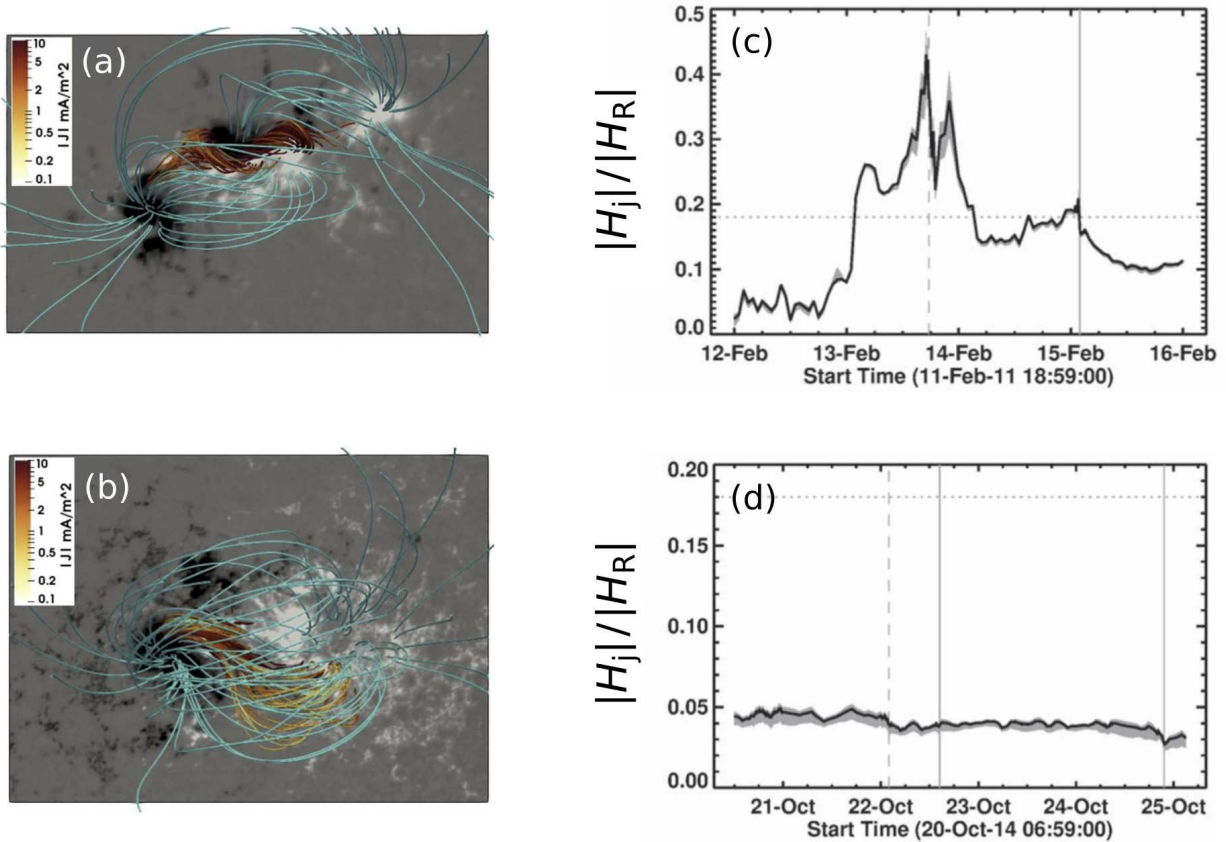 (a)
10
5
2
1
0.5
0.2
0.1
|J| mA/m^2
(c)
|Hj|/|HR|
0.5
0.4
0.3
0.2
0.1
0.0
12-Feb 13-Feb 14-Feb 15-Feb 16-Feb
Start Time (11-Feb-11 18:59:00)
(b)
10
5
2
1
0.5
0.2
0.1
|J| mA/m^2
(d)
|Hj|/|HR|
0.20
0.15
0.10
0.05
0.00
21-Oct 22-Oct 23-Oct 24-Oct 25-Oct
Start Time (20-Oct-14 06:59:00)